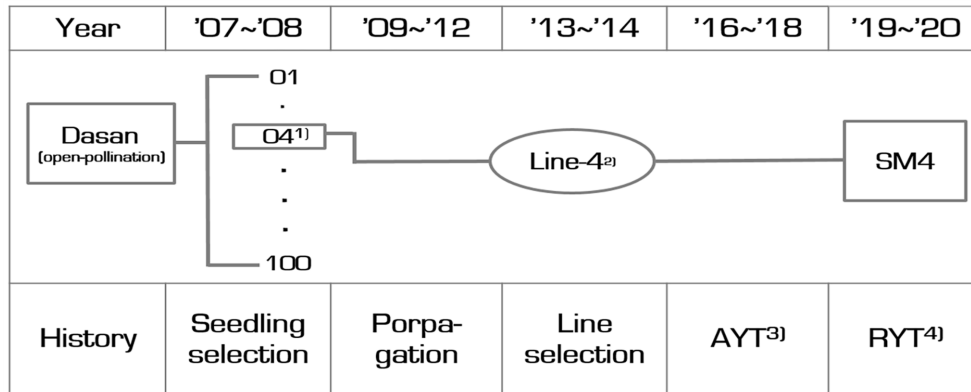 Year '07~'08 '09~'12 '13~'14 '16~'18 '19~'20
01
Dasan
(open-pollination)
04¹⁾
Line-4²⁾
SM4
100
History
Seedling
selection
Porpa-
gation
Line
selection
AYT³⁾
RYT⁴⁾